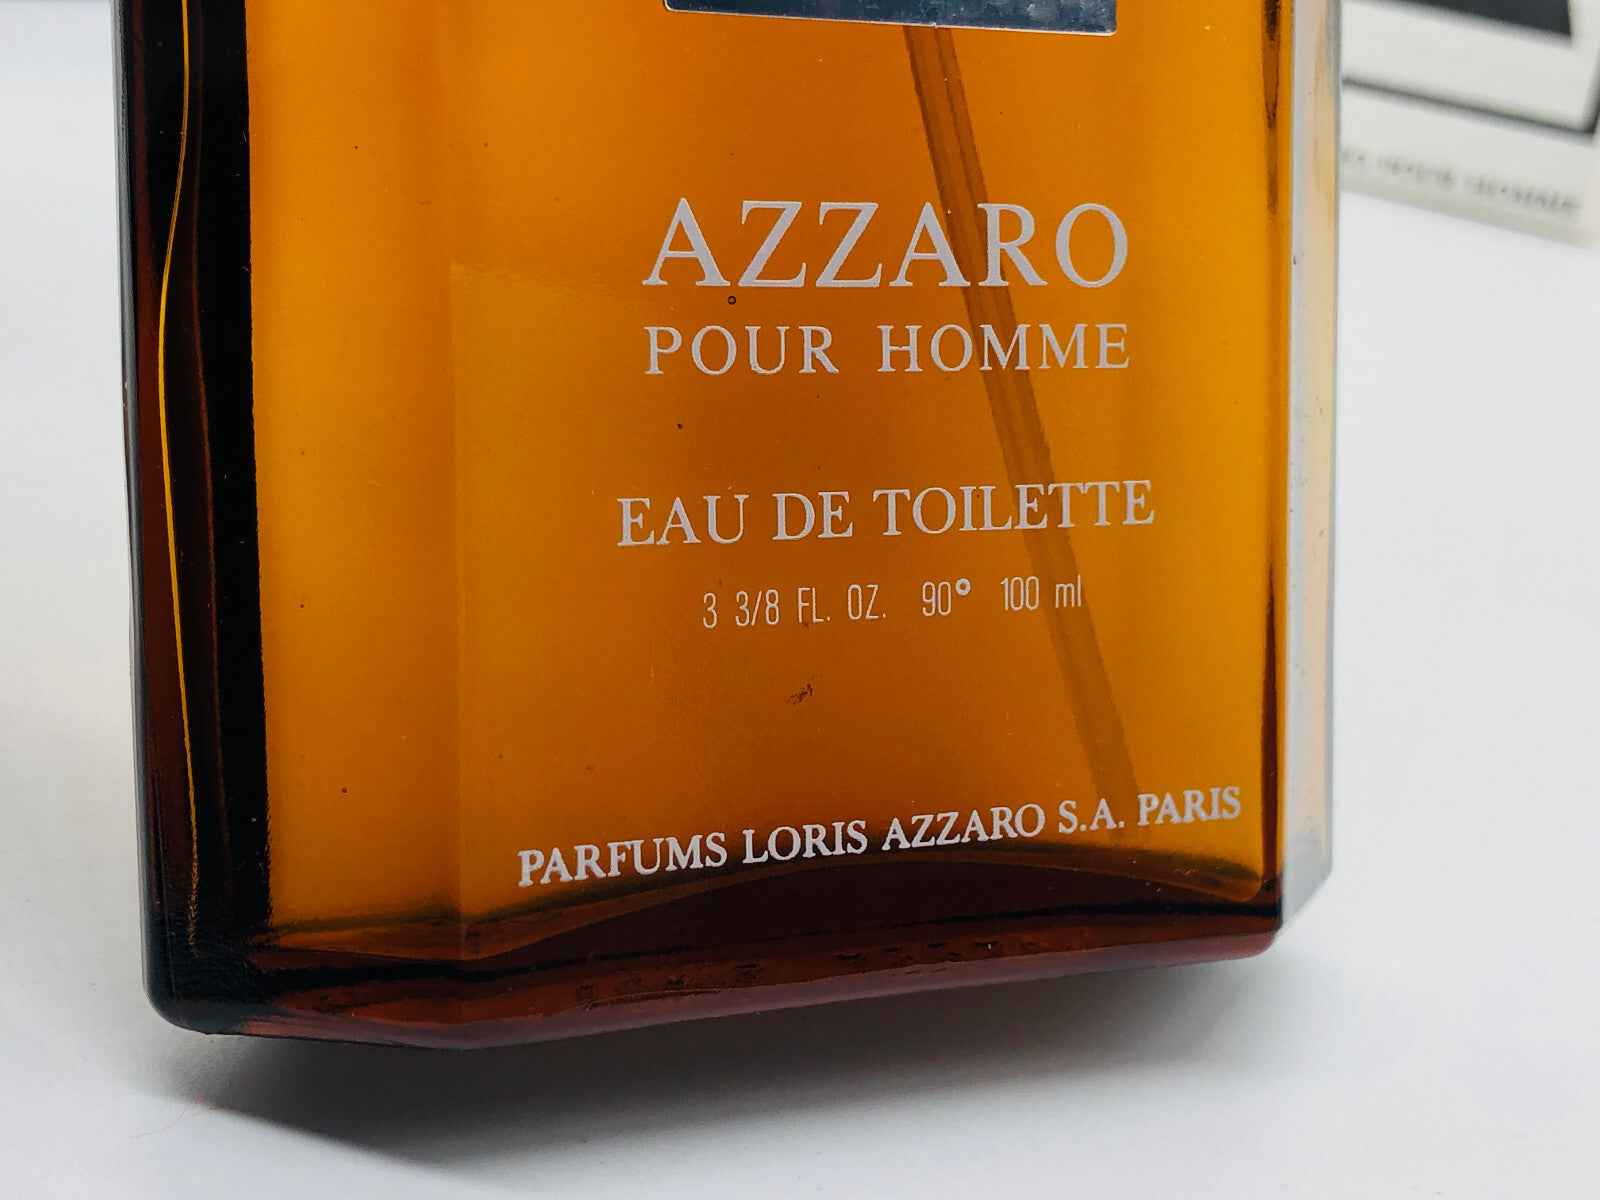 AZZARO
POUR HOMME
EAU DE TOILETTE
3 3/8 FL. OZ. 90° 100 ml
PARFUMS LORIS AZZARO S.A. PARIS